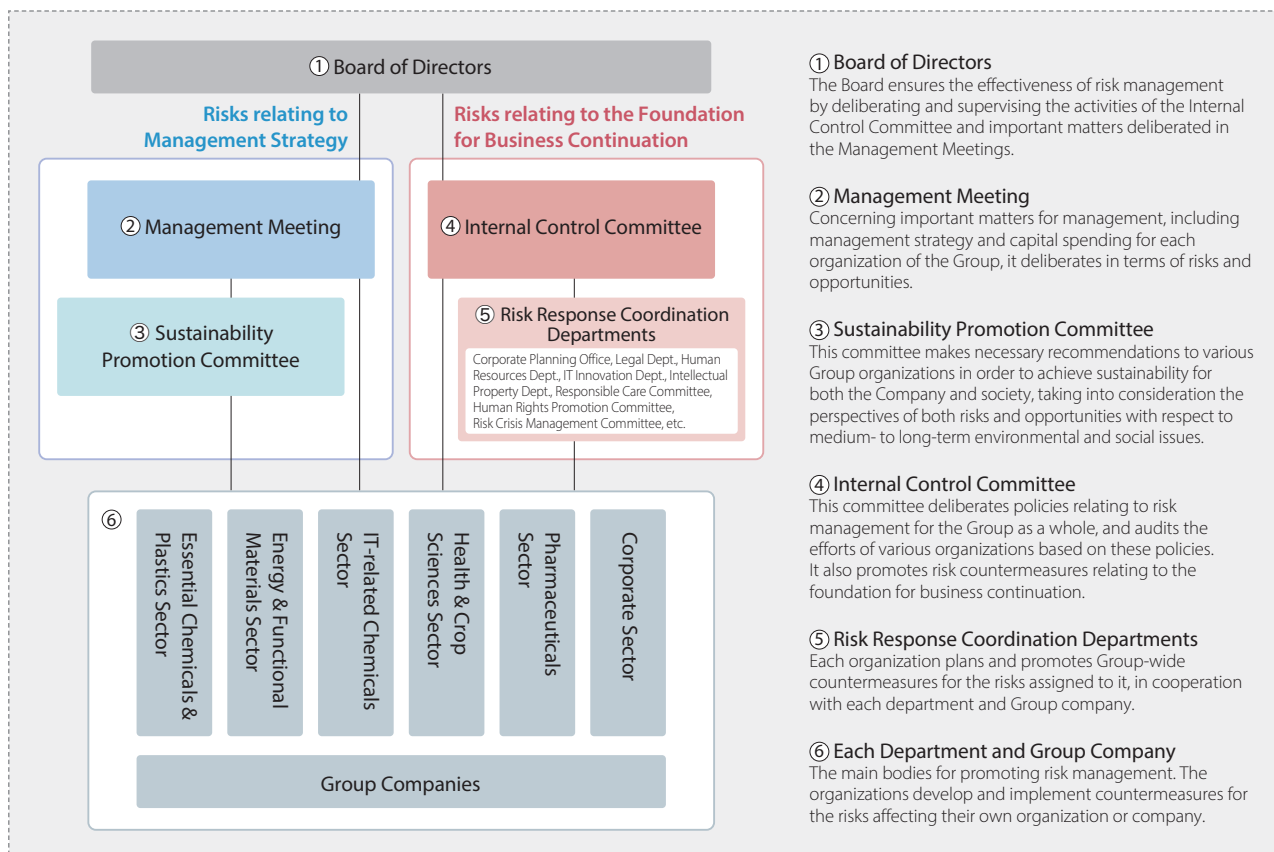 ① Board of Directors
Risks relating to
Management Strategy
Risks relating to the Foundation
for Business Continuation
② Management Meeting
③ Sustainability
Promotion Committee
④ Internal Control Committee
⑤ Risk Response Coordination
Departments
Corporate Planning Office, Legal Dept., Human
Resources Dept., IT Innovation Dept., Intellectual
Property Dept., Responsible Care Committee,
Human Rights Promotion Committee,
Risk Crisis Management Committee, etc.
⑥
Essential Chemicals &
Plastics Sector
Energy & Functional
Materials Sector
IT-related Chemicals
Sector
Health & Crop
Sciences Sector
Pharmaceuticals
Sector
Corporate Sector
Group Companies
① Board of Directors
The Board ensures the effectiveness of risk management
by deliberating and supervising the activities of the Internal
Control Committee and important matters deliberated in
the Management Meetings.
② Management Meeting
Concerning important matters for management, including
management strategy and capital spending for each
organization of the Group, it deliberates in terms of risks and
opportunities.
③ Sustainability Promotion Committee
This committee makes necessary recommendations to various
Group organizations in order to achieve sustainability for
both the Company and society, taking into consideration the
perspectives of both risks and opportunities with respect to
medium- to long-term environmental and social issues.
④ Internal Control Committee
This committee deliberates policies relating to risk
management for the Group as a whole, and audits the
efforts of various organizations based on these policies.
It also promotes risk countermeasures relating to the
foundation for business continuation.
⑤ Risk Response Coordination Departments
Each organization plans and promotes Group-wide
countermeasures for the risks assigned to it, in cooperation
with each department and Group company.
⑥ Each Department and Group Company
The main bodies for promoting risk management. The
organizations develop and implement countermeasures for
the risks affecting their own organization or company.